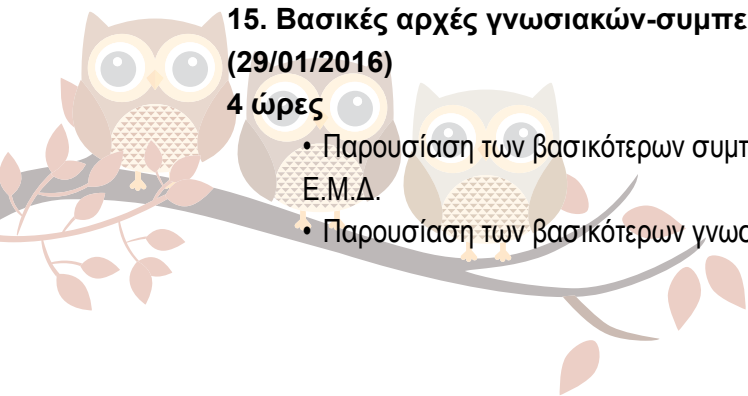 15. Βασικές αρχές γνωσιακών-συμπε
(29/01/2016)
4 ώρες
• Παρουσίαση των βασικότερων συμπ
Ε.Μ.Δ.
• Παρουσίαση των βασικότερων γνωσ